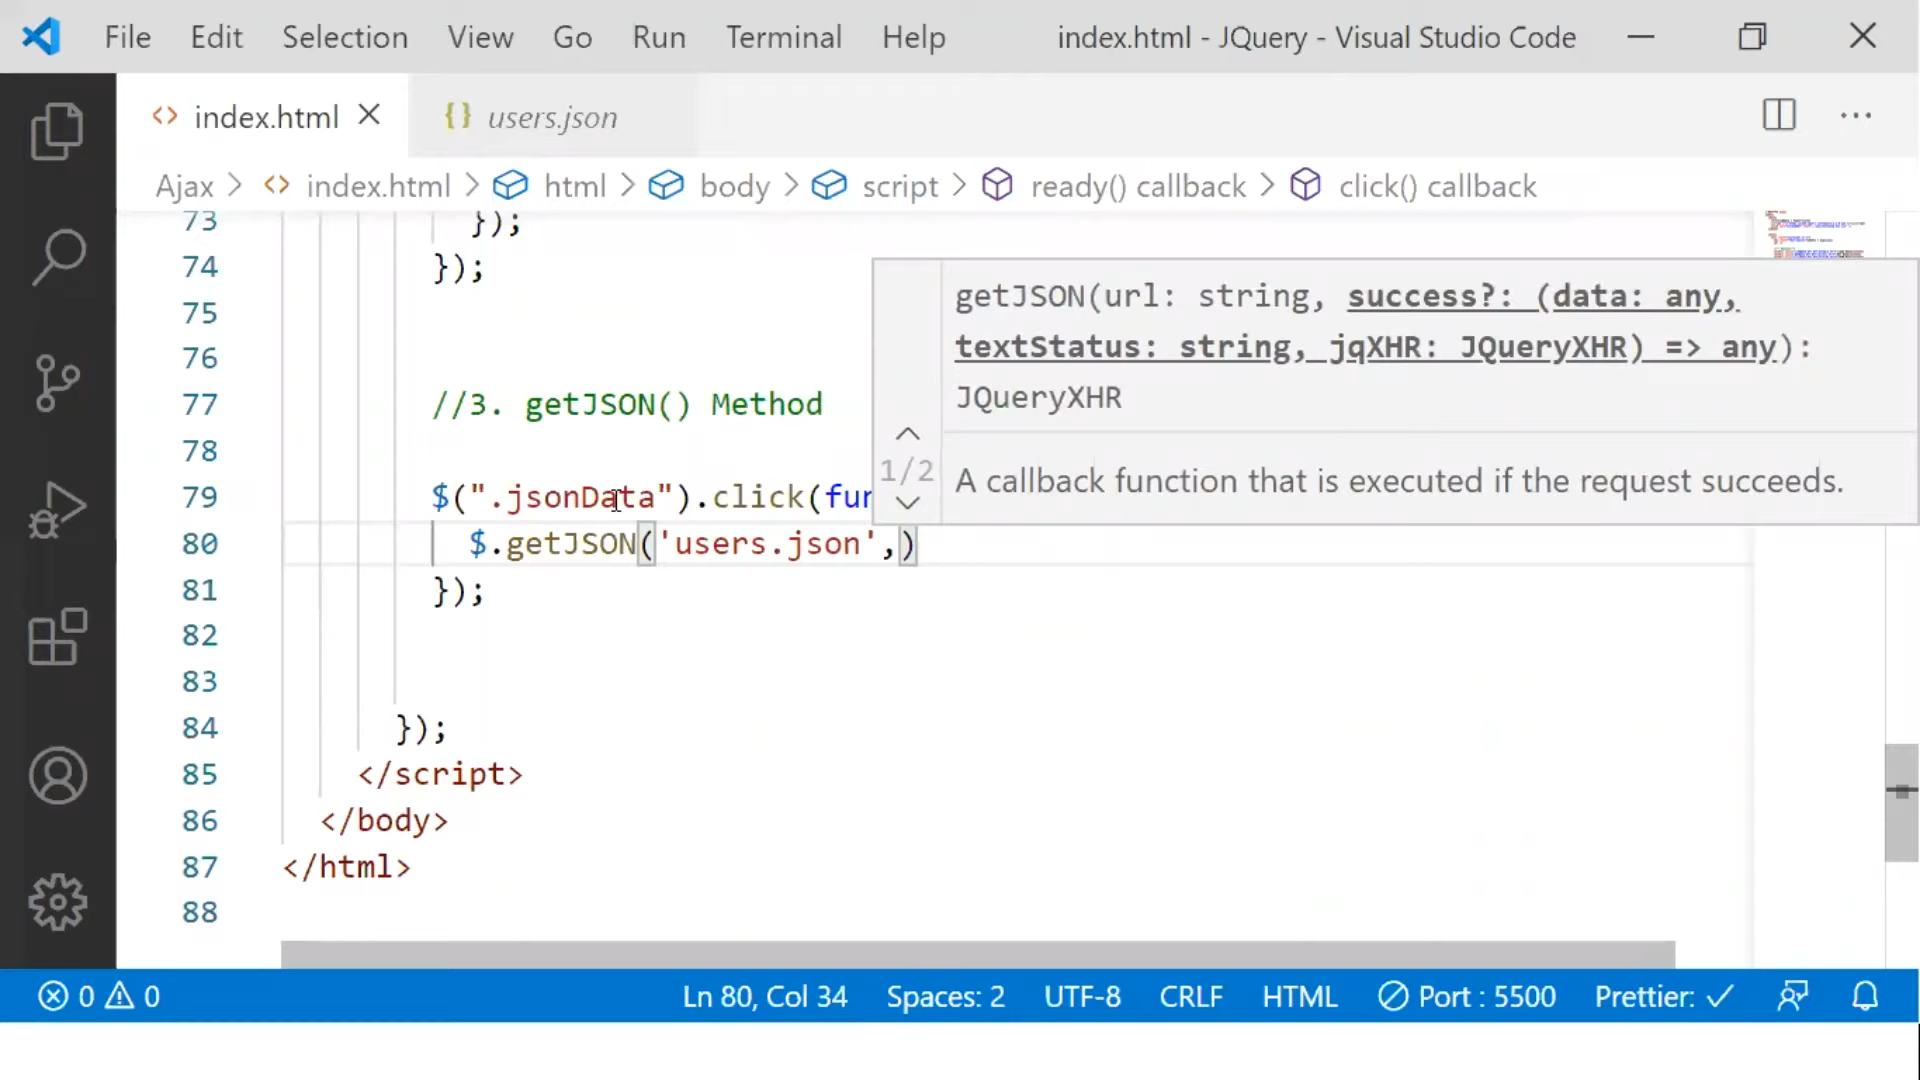 File Edit Selection View Go Run Terminal Help index.html - JQuery - Visual Studio Code
index.html users.json
Ajax > index.html > html > body > script > ready() callback > click() callback
73 });
74 });
75
76
77 //3. getJSON() Method
78
79 $(".jsonData").click(fur
80 $.getJSON('users.json',)
81 });
82
83
84 });
85 </script>
86 </body>
87 </html>
88
getJSON(url: string, success?: (data: any,
textStatus: string, jqXHR: JQueryXHR) => any):
JQueryXHR
1/2
A callback function that is executed if the request succeeds.
0 0 Ln 80, Col 34 Spaces: 2 UTF-8 CRLF HTML Port : 5500 Prettier: ✓